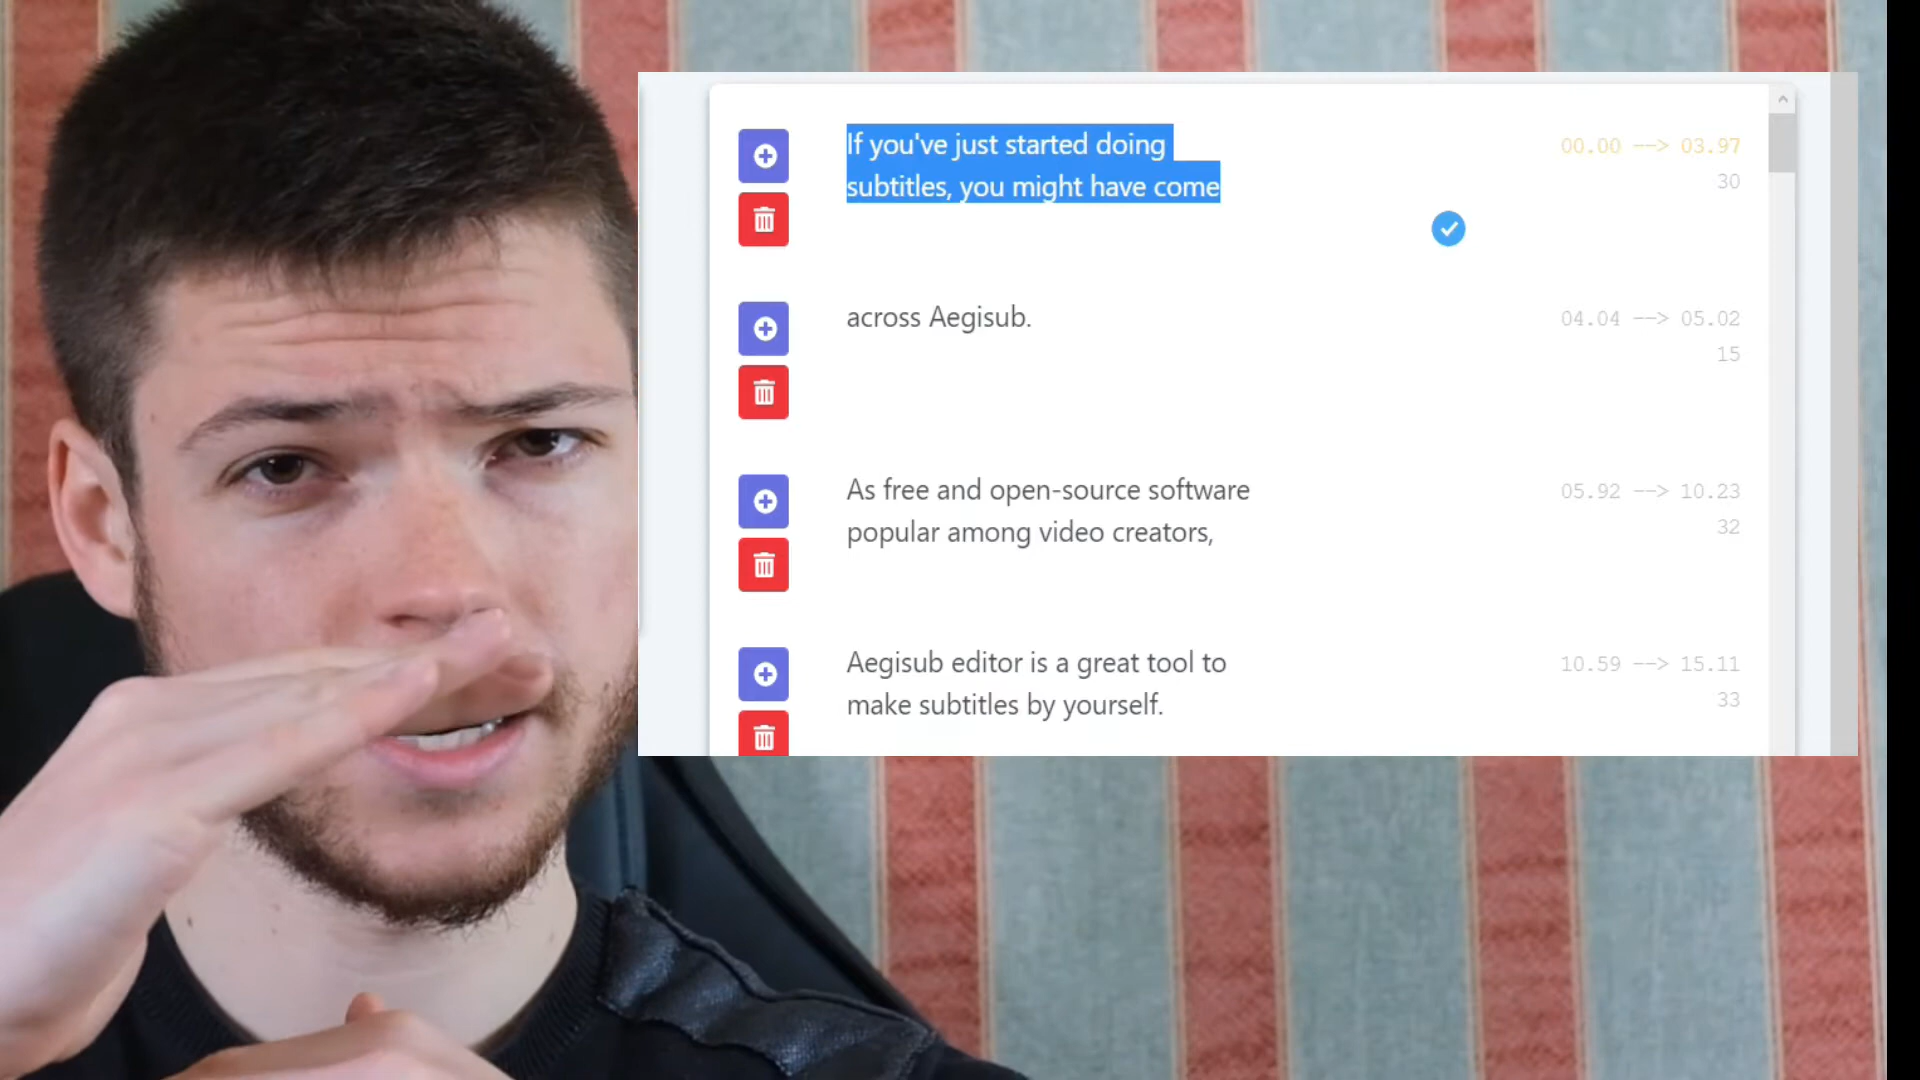 If you've just started doing
subtitles, you might have come
00.00 --> 03.97
30
across Aegisub.
04.04 --> 05.02
15
As free and open-source software
popular among video creators,
05.92 --> 10.23
32
Aegisub editor is a great tool to
make subtitles by yourself.
10.59 --> 15.11
33